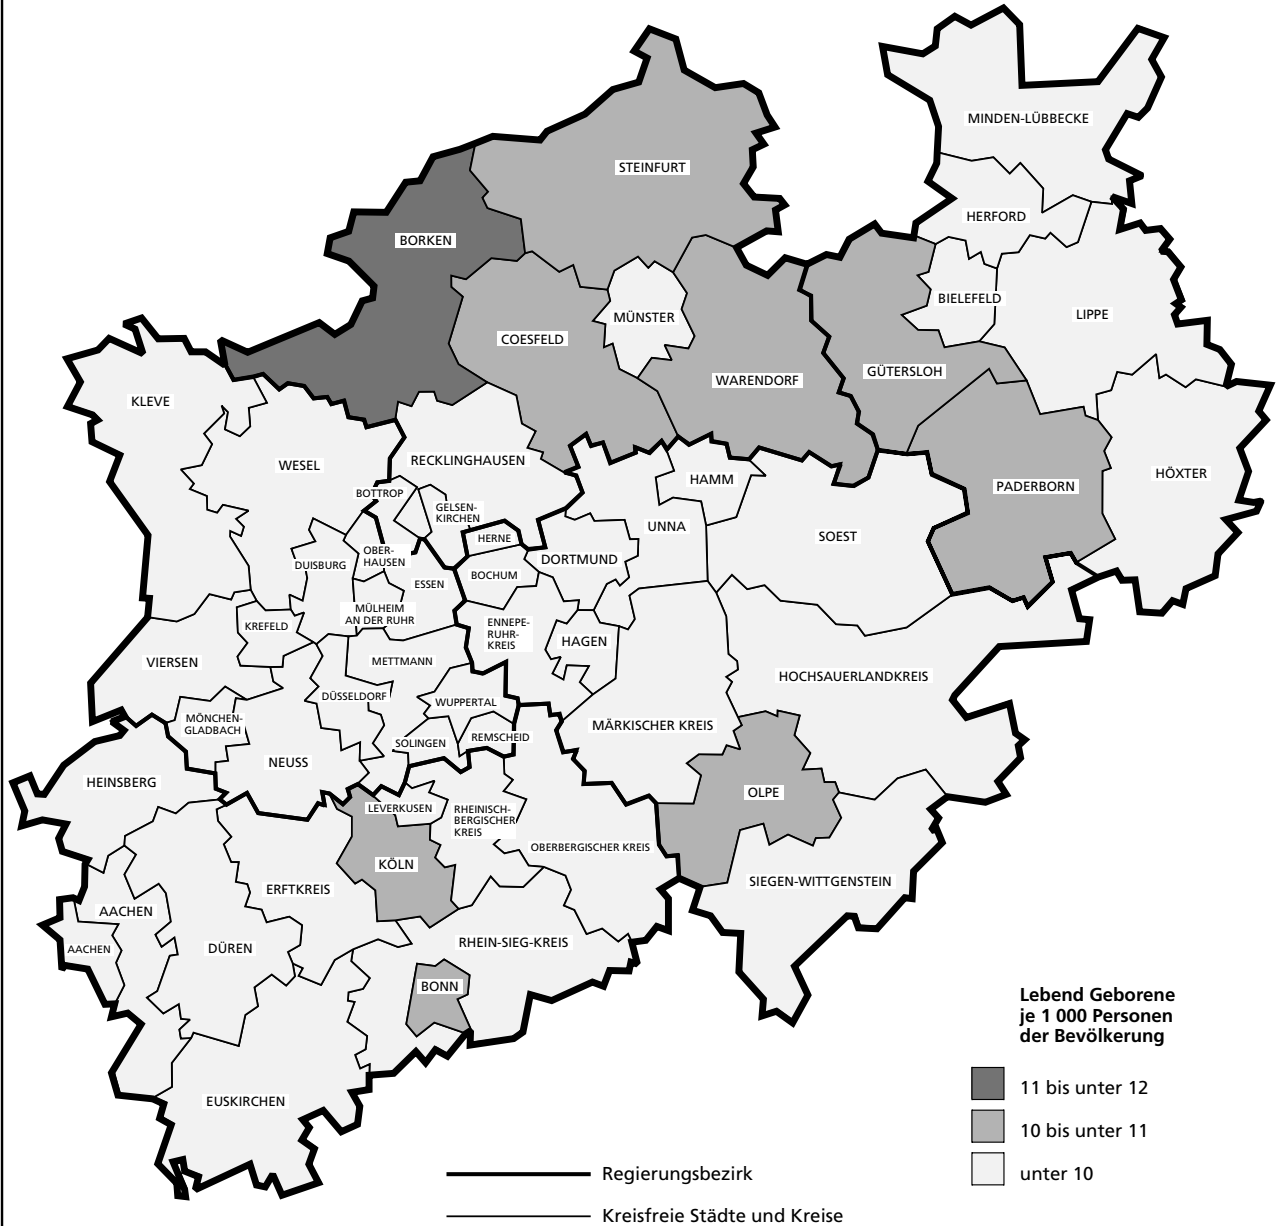 MINDEN-LÜBBECKE
STEINFURT
HERFORD
BORKEN
BIELEFELD
LIPPE
MÜNSTER
COESFELD
GÜTERSLOH
WARENDORF
KLEVE
RECKLINGHAUSEN
WESEL
HÖXTER
HAMM
PADERBORN
BOTTROP
GELSEN-
KIRCHEN
UNNA
SOEST
HERNE
OBER-
HAUSEN
DORTMUND
DUISBURG
BOCHUM
ESSEN
MÜLHEIM
AN DER RUHR
KREFELD
ENNEPE-
RUHR-
KREIS
HAGEN
VIERSEN
METTMANN
HOCHSAUERLANDKREIS
DÜSSELDORF
WUPPERTAL
MÖNCHEN-
GLADBACH
MÄRKISCHER KREIS
REMSCHEID
SOLINGEN
NEUSS
HEINSBERG
OLPE
LEVERKUSEN
RHEINISCH-
BERGISCHER
KREIS
OBERBERGISCHER KREIS
KÖLN
SIEGEN-WITTGENSTEIN
ERFTKREIS
AACHEN
RHEIN-SIEG-KREIS
AACHEN
DÜREN
BONN
EUSKIRCHEN
Lebend Geborene
je 1 000 Personen
der Bevölkerung
11 bis unter 12
10 bis unter 11
unter 10
Regierungsbezirk
Kreisfreie Städte und Kreise